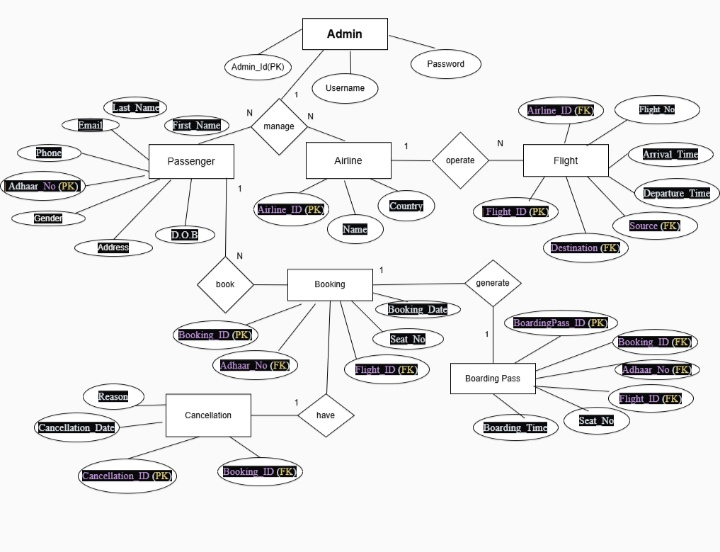 Admin
Admin_Id(PK)
Password
Username
1
N
N
manage
Last_Name
Email
First_Name
Phone
Passenger
Adhaar_No (PK)
Gender
Address
D.O.B
1
Airline
1
operate
N
Flight
Airline_ID (FK)
Flight_No
Arrival_Time
Departure_Time
Source (FK)
Destination (FK)
Flight_ID (PK)
Airline_ID (PK)
Name
Country
N
book
Booking
1
generate
Booking_Date
Seat_No
Flight_ID (FK)
Adhaar_No (FK)
Booking_ID (PK)
1
BoardingPass_ID (PK)
Booking_ID (FK)
Adhaar_No (FK)
Flight_ID (FK)
Boarding Pass
Seat_No
Boarding_Time
Reason
Cancellation_Date
Cancellation
1
have
Cancellation_ID (PK)
Booking_ID (FK)